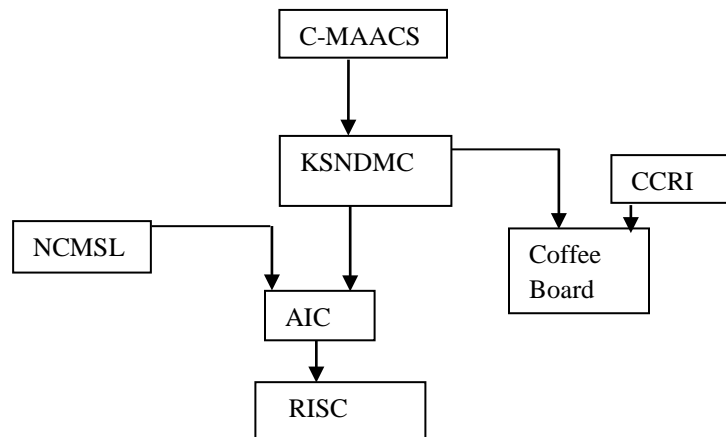 C-MAACS
KSNDMC
CCRI
NCMSL
Coffee
Board
AIC
RISC